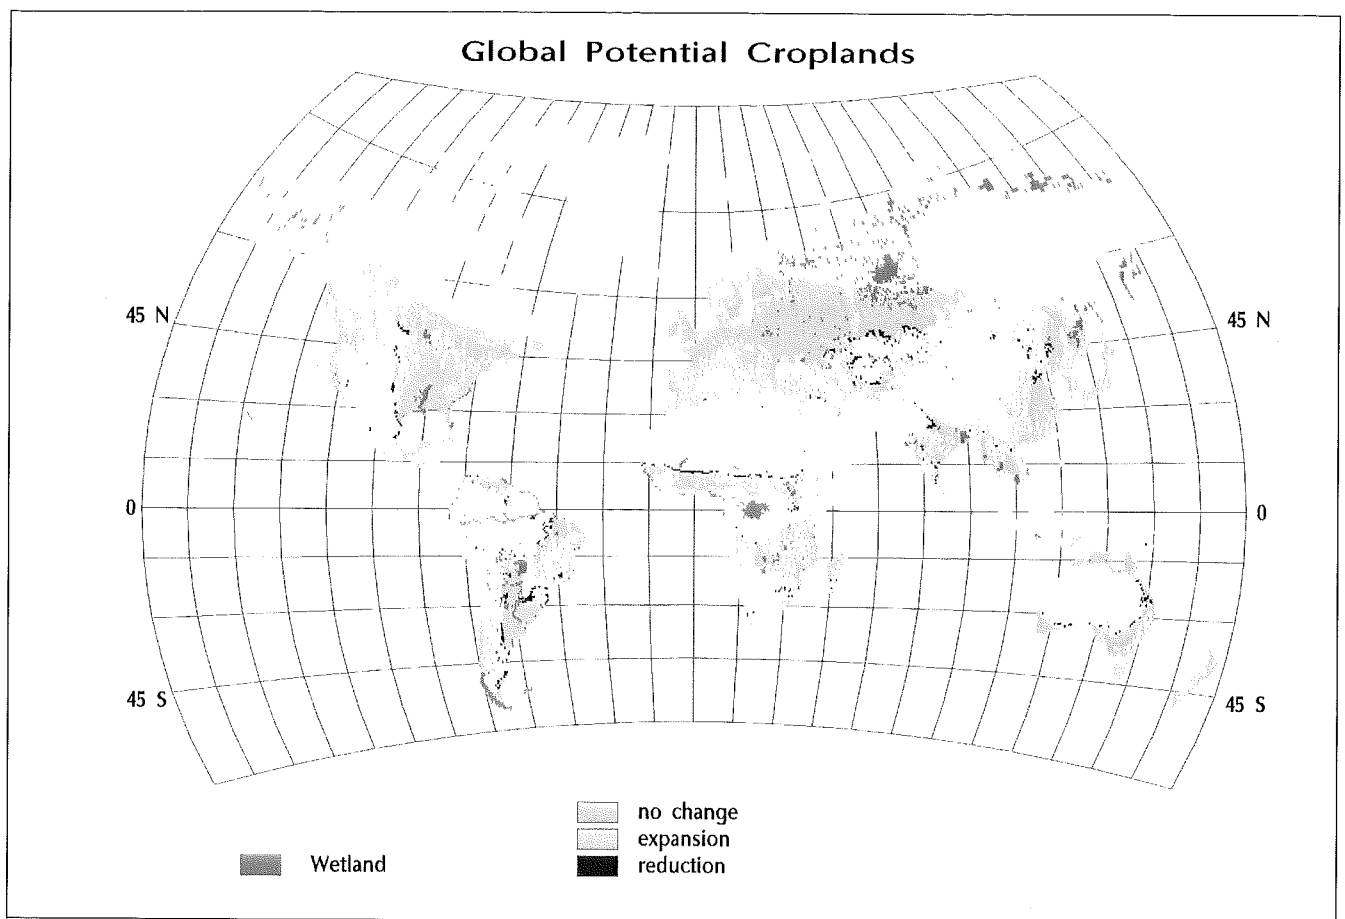 Global Potential Croplands
45 N
45 N
0
0
45 S
45 S
no change
expansion
Wetland
reduction